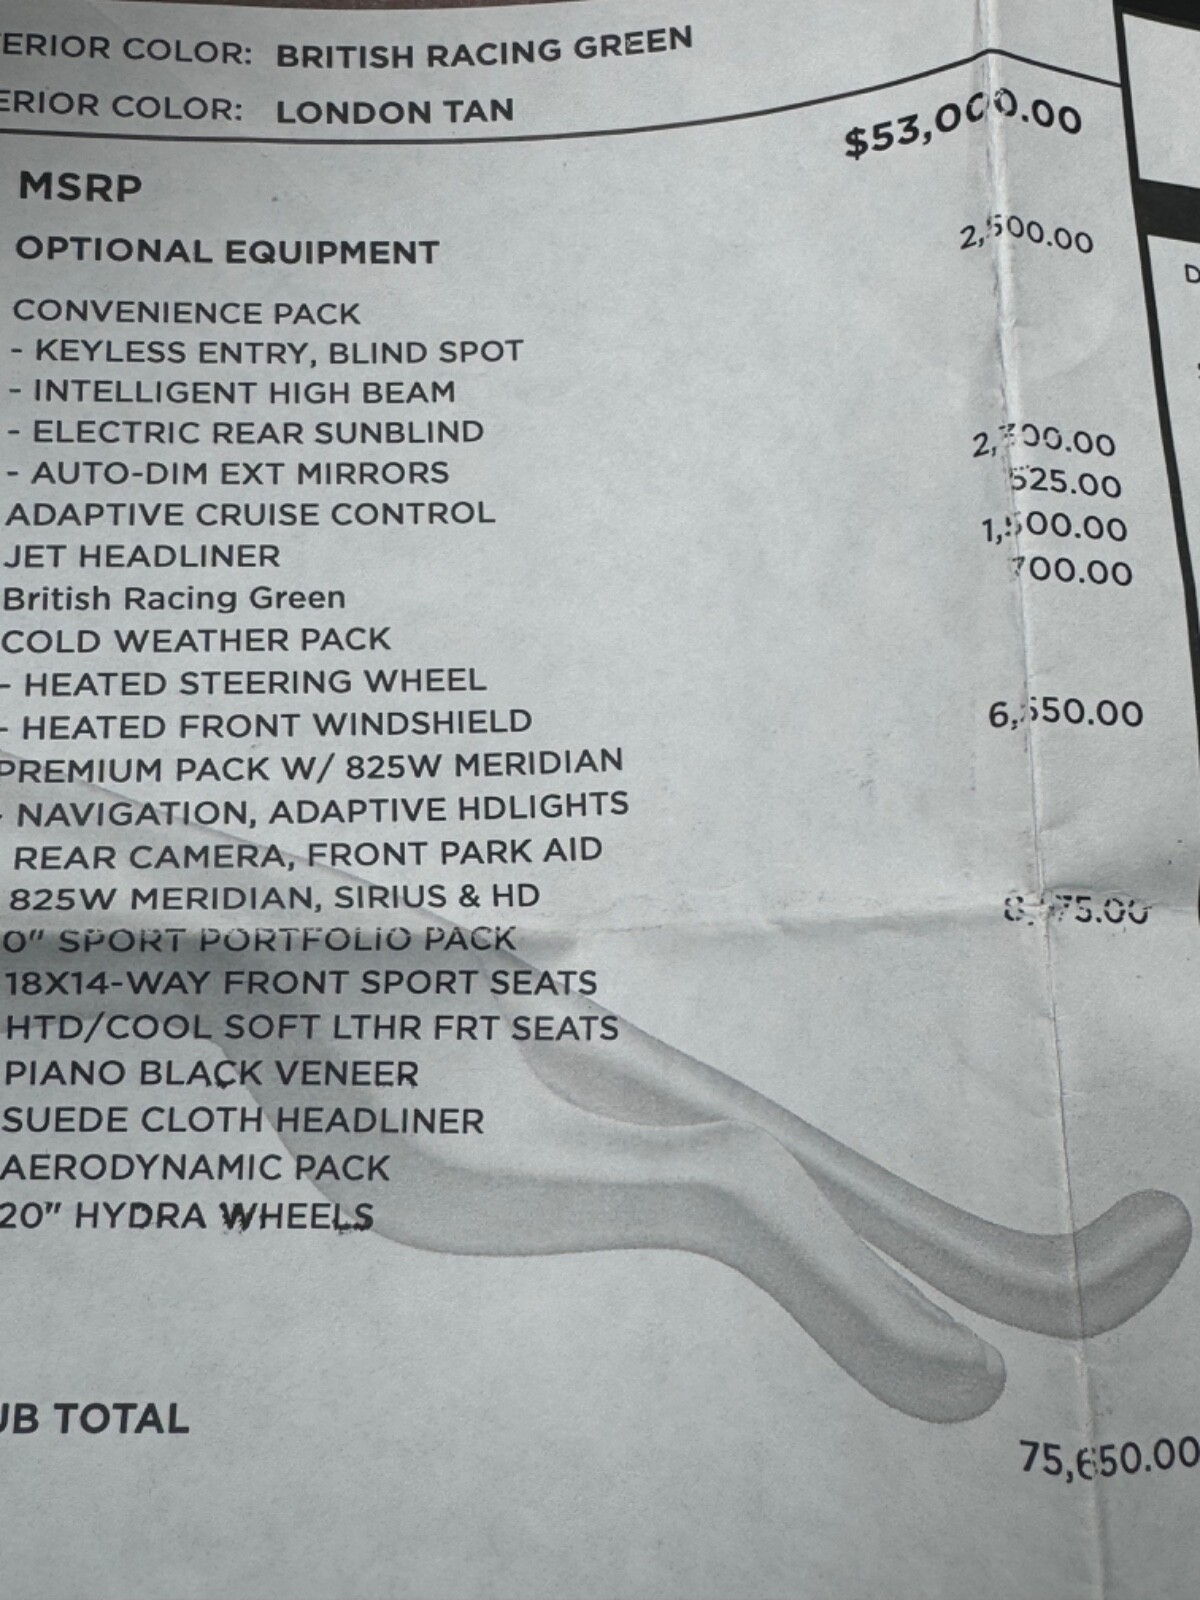 ERIOR COLOR: BRITISH RACING GREEN
ERIOR COLOR: LONDON TAN
MSRP $53,000.00
OPTIONAL EQUIPMENT
CONVENIENCE PACK 2,500.00
- KEYLESS ENTRY, BLIND SPOT
- INTELLIGENT HIGH BEAM
- ELECTRIC REAR SUNBLIND
- AUTO-DIM EXT MIRRORS
ADAPTIVE CRUISE CONTROL
JET HEADLINER 525.00
British Racing Green 1,500.00
COLD WEATHER PACK 700.00
- HEATED STEERING WHEEL
- HEATED FRONT WINDSHIELD
PREMIUM PACK W/ 825W MERIDIAN 6,550.00
- NAVIGATION, ADAPTIVE HDLIGHTS
REAR CAMERA, FRONT PARK AID
825W MERIDIAN, SIRIUS & HD
0" SPORT PORTFOLIO PACK
18X14-WAY FRONT SPORT SEATS
HTD/COOL SOFT LTHR FRT SEATS
PIANO BLACK VENEER
SUEDE CLOTH HEADLINER
AERODYNAMIC PACK
20" HYDRA WHEELS
UB TOTAL 75,650.00